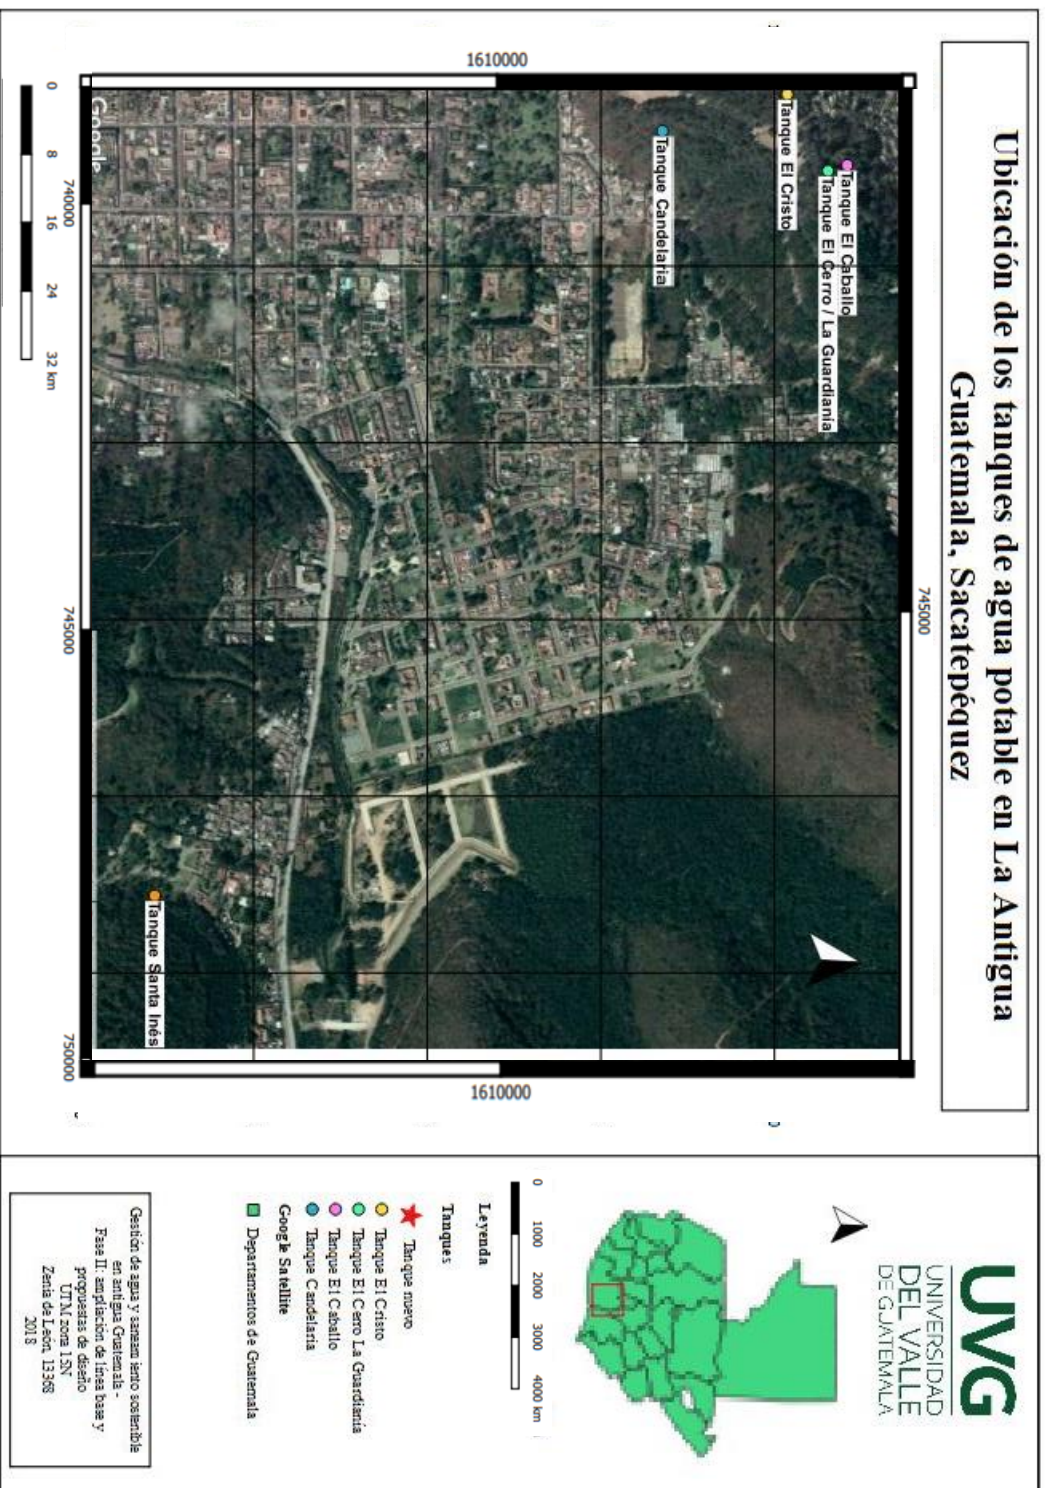 Ubicación de los tanques de agua potable en La Antigua
Guatemala, Sacatepéquez
745000
1610000
Tanque El Caballo
Tanque El Cerro / La Guardianía
Tanque El Cristo
Tanque Candelaria
Tanque Santa Inés
Google
1610000
740000
745000
750000
0 8 16 24 32 km
UVG
UNIVERSIDAD
DEL VALLE
DE GUATEMALA
0 1000 2000 3000 4000 km
Leyenda
Tanques
Tanque nuevo
Tanque El Cristo
Tanque El Cerro La Guardianía
Tanque El Caballo
Tanque Candelaria
Google Satellite
Departamentos de Guatemala
Gestión de agua y saneamiento sostenible
en antigua Guatemala -
Fase II: ampliación de línea base y
propuestas de diseño
UTM zona 15N
Zenia de León, 13368
2018